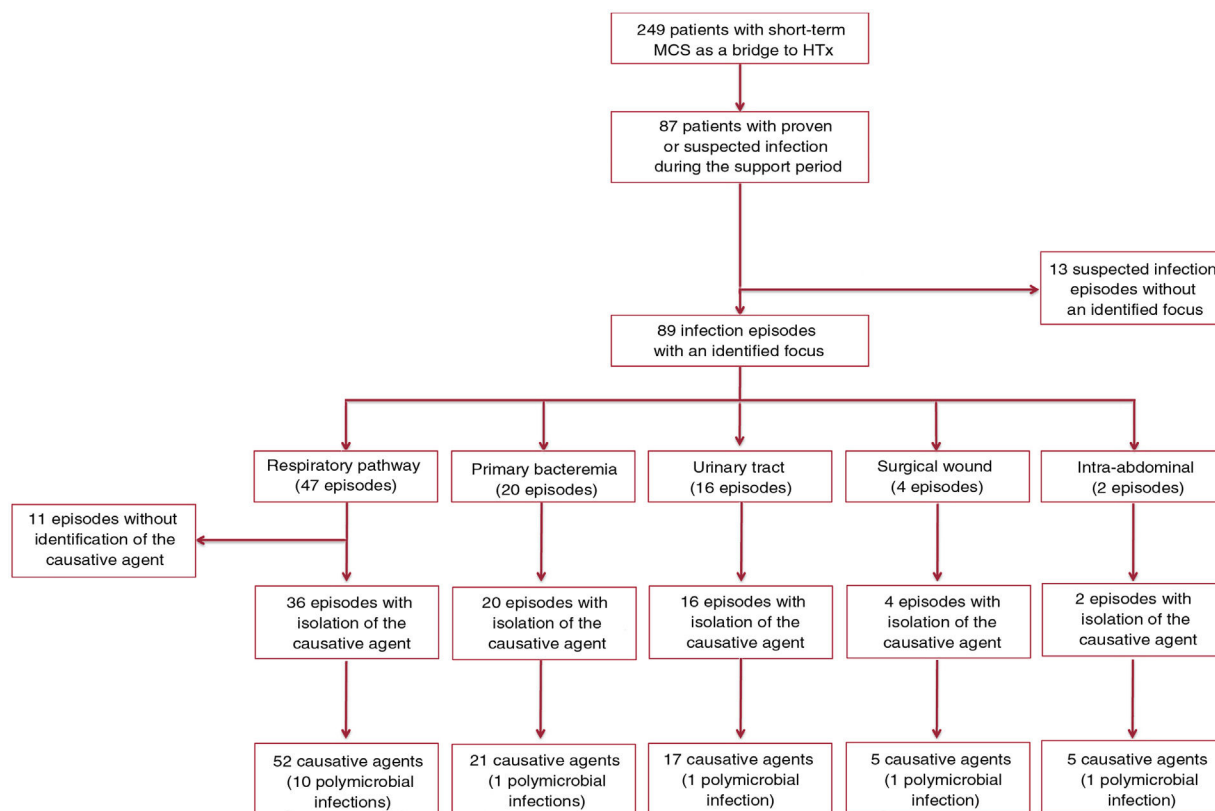 249 patients with short-term
MCS as a bridge to HTx
87 patients with proven
or suspected infection
during the support period
13 suspected infection
episodes without
an identified focus
89 infection episodes
with an identified focus
Respiratory pathway
(47 episodes)
Primary bacteremia
(20 episodes)
Urinary tract
(16 episodes)
Surgical wound
(4 episodes)
Intra-abdominal
(2 episodes)
11 episodes without
identification of the
causative agent
36 episodes with
isolation of the
causative agent
20 episodes with
isolation of the
causative agent
16 episodes with
isolation of the
causative agent
4 episodes with
isolation of the
causative agent
2 episodes with
isolation of the
causative agent
52 causative agents
(10 polymicrobial
infections)
21 causative agents
(1 polymicrobial
infections)
17 causative agents
(1 polymicrobial
infection)
5 causative agents
(1 polymicrobial
infection)
5 causative agents
(1 polymicrobial
infection)